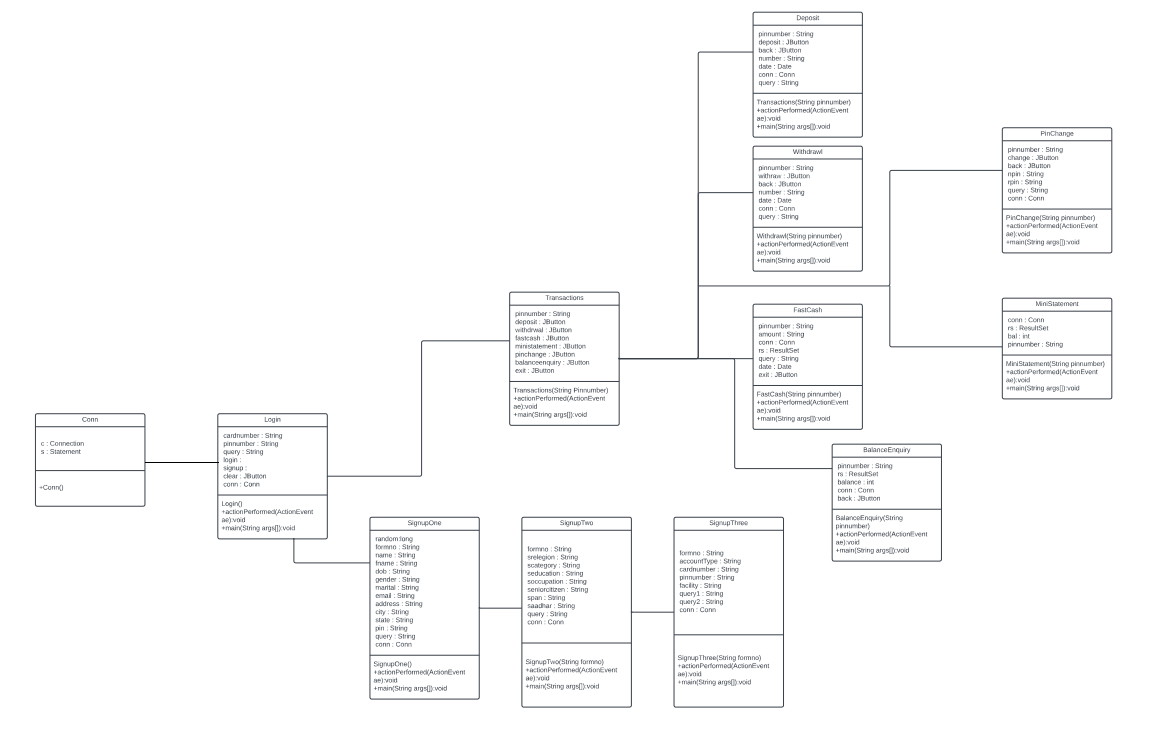 Deposit
pinnumber : String
deposit : JButton
back : JButton
number : String
date : Date
conn : Conn
query : String
Transactions(String pinnumber)
+actionPerformed(ActionEvent
ae):void
+main(String args[]):void
Withdrawl
pinnumber : String
withraw : JButton
back : JButton
number : String
date : Date
conn : Conn
query : String
Withdrawl(String pinnumber)
+actionPerformed(ActionEvent
ae):void
+main(String args[]):void
PinChange
pinnumber : String
change : JButton
back : JButton
npin : String
rpin : String
query : String
conn : Conn
PinChange(String pinnumber)
+actionPerformed(ActionEvent
ae):void
+main(String args[]):void
Transactions
pinnumber : String
deposit : JButton
withdrwal : JButton
fastcash : JButton
ministatement : JButton
pinchange : JButton
balanceenquiry : JButton
exit : JButton
Transactions(String Pinnumber)
+actionPerformed(ActionEvent
ae):void
+main(String args[]):void
FastCash
pinnumber : String
amount : String
conn : Conn
rs : ResultSet
query : String
date : Date
exit : JButton
FastCash(String pinnumber)
+actionPerformed(ActionEvent
ae):void
+main(String args[]):void
MiniStatement
conn : Conn
rs : ResultSet
bal : int
pinnumber : String
MiniStatement(String pinnumber)
+actionPerformed(ActionEvent
ae):void
+main(String args[]):void
Conn
c : Connection
s : Statement
+Conn()
Login
cardnumber : String
pinnumber : String
query : String
login :
signup :
clear : JButton
conn : Conn
Login()
+actionPerformed(ActionEvent
ae):void
+main(String args[]):void
BalanceEnquiry
pinnumber : String
rs : ResultSet
balance : int
conn : Conn
back : JButton
BalanceEnquiry(String
pinnumber)
+actionPerformed(ActionEvent
ae):void
+main(String args[]):void
SignupOne
random:long
formno : String
name : String
fname : String
dob : String
gender : String
marital : String
email : String
address : String
city : String
state : String
pin : String
query : String
conn : Conn
SignupOne()
+actionPerformed(ActionEvent
ae):void
+main(String args[]):void
SignupTwo
formno : String
srelegion : String
scategory : String
seducation : String
soccupation : String
seniorcitizen : String
span : String
saadhar : String
query : String
conn : Conn
SignupTwo(String formno)
+actionPerformed(ActionEvent
ae):void
+main(String args[]):void
SignupThree
formno : String
accountType : String
cardnumber : String
pinnumber : String
facility : String
query1 : String
query2 : String
conn : Conn
SignupThree(String formno)
+actionPerformed(ActionEvent
ae):void
+main(String args[]):void